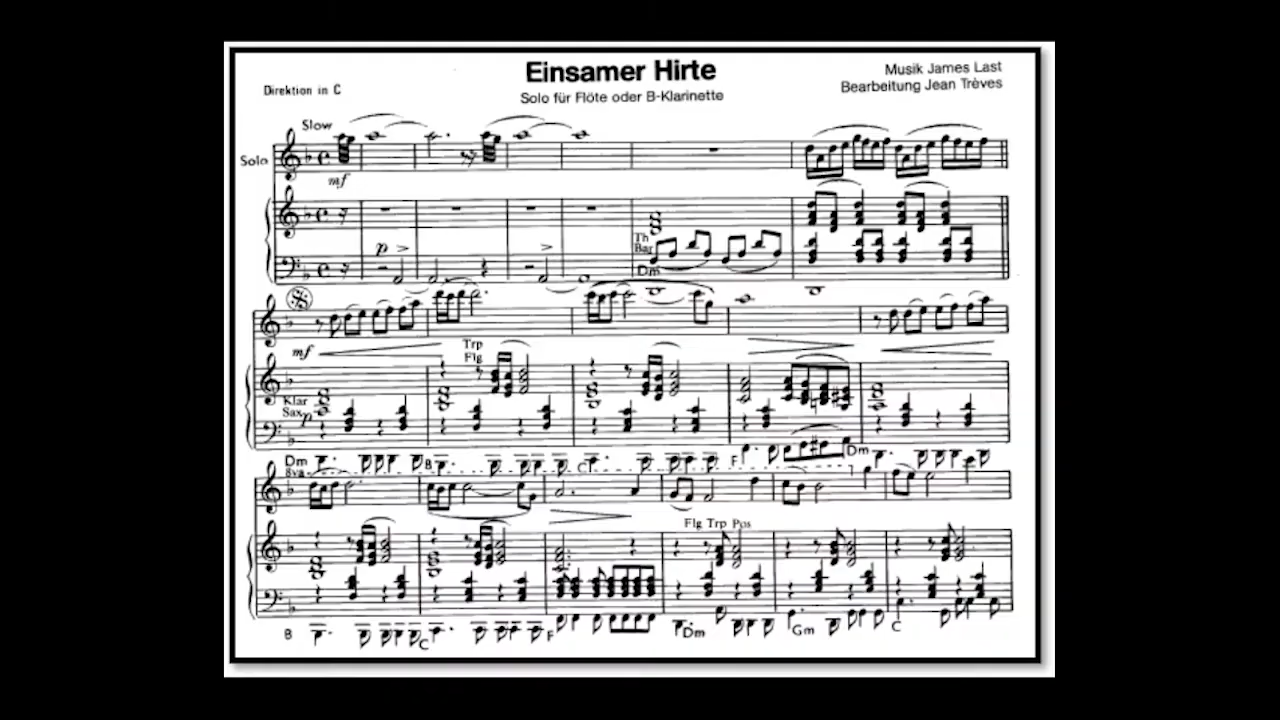 Einsamer Hirte
Musik James Last
Direktion in C
Solo für Flöte oder B-Klarinette
Bearbeitung Jean Trèves
Slow
Solo
mf
p
Th
Bar
Dm
mf
Trp
Flg
Klar
Sax
p
Dm B C F Dm
8va
Flg Trp Pos
B C F Dm Gm C